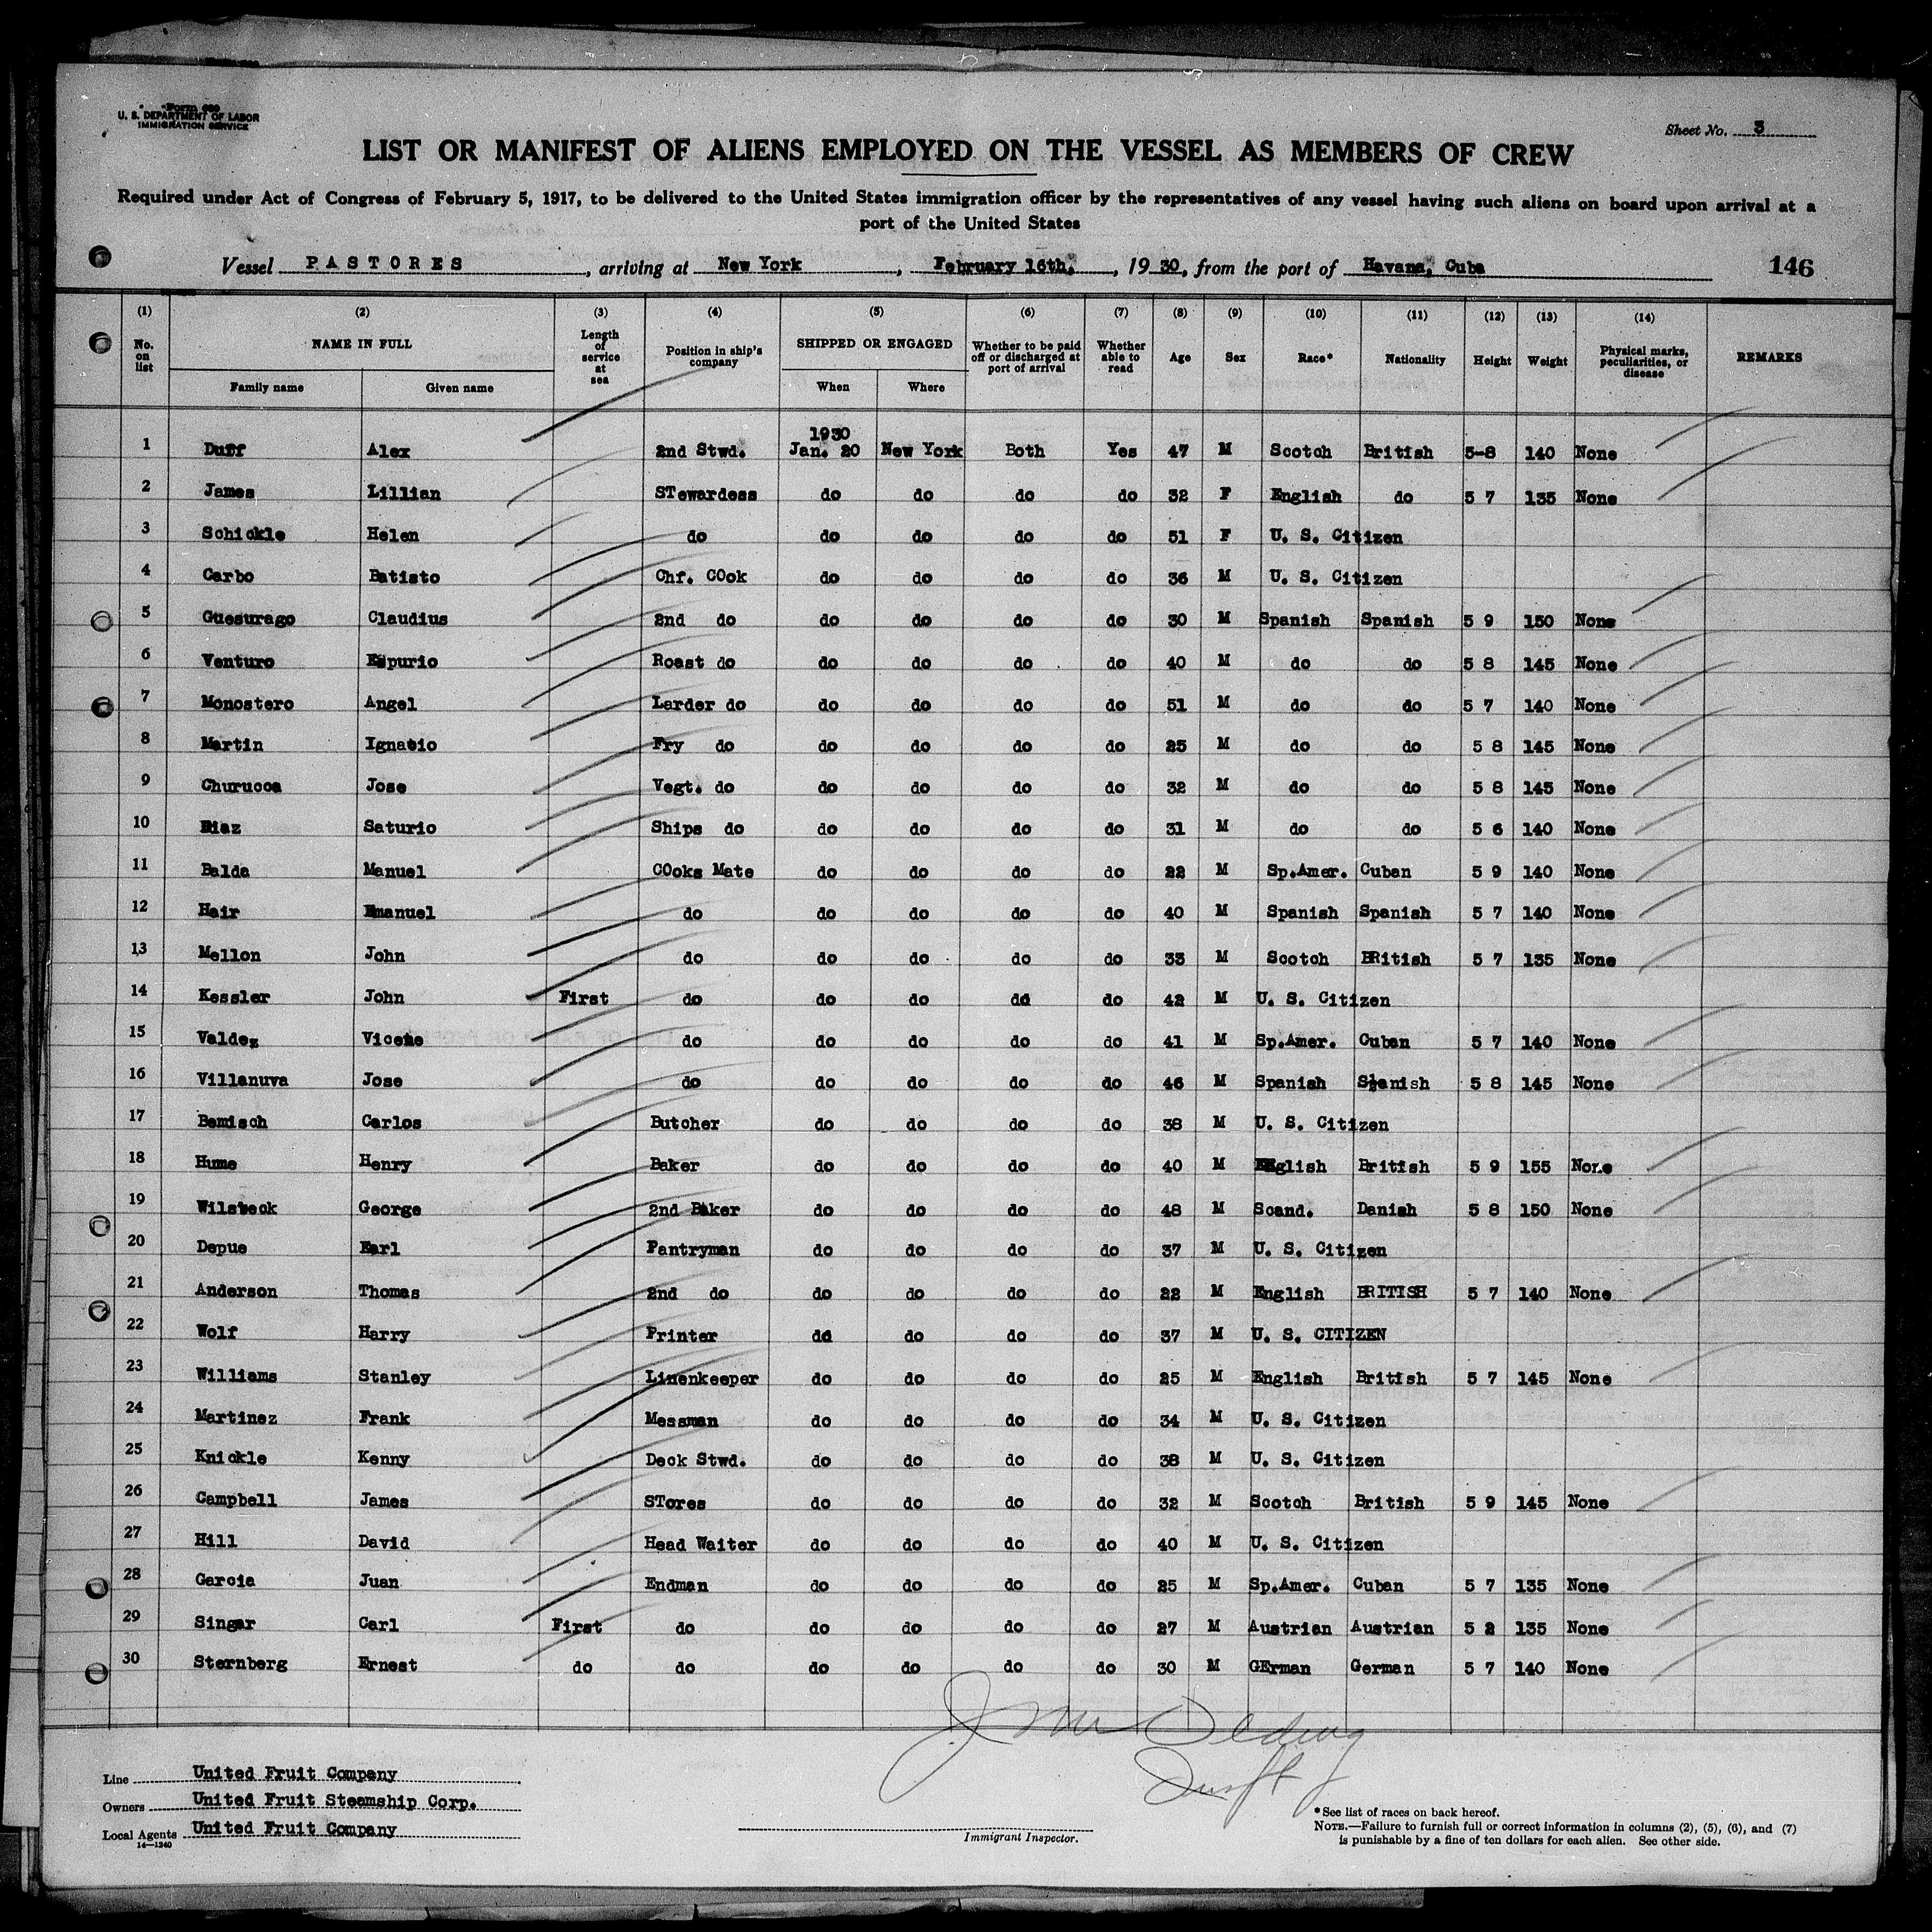 Form 680
U. S. DEPARTMENT OF LABOR
IMMIGRATION SERVICE
Sheet No. 3
LIST OR MANIFEST OF ALIENS EMPLOYED ON THE VESSEL AS MEMBERS OF CREW
Required under Act of Congress of February 5, 1917, to be delivered to the United States immigration officer by the representatives of any vessel having such aliens on board upon arrival at a
port of the United States
Vessel PASTORES, arriving at New York, February 16th, 1930, from the port of Havana, Cuba 146
(1) (2) (3) (4) (5) (6) (7) (8) (9) (10) (11) (12) (13) (14)
No. on list NAME IN FULL Family name Given name Length of service at sea Position in ship's company SHIPPED OR ENGAGED When Where Whether to be paid off or discharged at port of arrival Whether able to read Age Sex Race* Nationality Height Weight Physical marks, peculiarities, or disease REMARKS
1930
1 Duff Alex 2nd Stwd. Jan. 20 New York Both Yes 47 M Scotch British 5-8 140 None
2 James Lillian STewardess do do do do 32 F English do 5 7 135 None
3 Schickle Helen do do do do do 51 F U. S. Citizen
4 Carbo Batisto Chf. COok do do do do 36 M U. S. Citizen
5 Guesurago Claudius 2nd do do do do do 30 M Spanish Spanish 5 9 150 None
6 Venturo Espurio Roast do do do do do 40 M do do 5 8 145 None
7 Monostero Angel Larder do do do do do 51 M do do 5 7 140 None
8 Martin Ignatio Fry do do do do do 25 M do do 5 8 145 None
9 Churucca Jose Vegt. do do do do do 32 M do do 5 8 145 None
10 Diaz Saturio Ships do do do do do 31 M do do 5 6 140 None
11 Balda Manuel COoks Mate do do do do 22 M Sp.Amer. Cuban 5 9 140 None
12 Hair Emanuel do do do do do 40 M Spanish Spanish 5 7 140 None
13 Mellon John do do do do do 33 M Scotch BRitish 5 7 135 None
14 Kessler John First do do do do do 42 M U. S. Citizen
15 Valdez Vicene do do do do do 41 M Sp.Amer. Cuban 5 7 140 None
16 Villanuva Jose do do do do do 46 M Spanish Spanish 5 8 145 None
17 Bemisch Carlos Butcher do do do do 38 M U. S. Citizen
18 Hume Henry Baker do do do do 40 M English British 5 9 155 None
19 Wilsteck George 2nd Baker do do do do 48 M Scand. Danish 5 8 150 None
20 Depue Earl Pantryman do do do do 37 M U. S. Citizen
21 Anderson Thomas 2nd do do do do do 22 M English BRITISH 5 7 140 None
22 Wolf Harry Printer do do do do 37 M U. S. CITIZEN
23 Williams Stanley Linenkeeper do do do do 25 M English British 5 7 145 None
24 Martinez Frank Messman do do do do 34 M U. S. Citizen
25 Knickle Kenny Deck Stwd. do do do do 38 M U. S. Citizen
26 Campbell James STores do do do do 32 M Scotch British 5 9 145 None
27 Hill David Head Waiter do do do do 40 M U. S. Citizen
28 Garcia Juan Endman do do do do 25 M Sp.Amer. Cuban 5 7 135 None
29 Singer Carl First do do do do do 27 M Austrian Austrian 5 2 135 None
30 Sternberg Ernest do do do do do do 30 M GErman German 5 7 140 None
Line United Fruit Company
Owners United Fruit Steamship Corp.
Local Agents United Fruit Company
14—1240
Immigrant Inspector.
*See list of races on back hereof.
NOTE.—Failure to furnish full or correct information in columns (2), (5), (6), and (7)
is punishable by a fine of ten dollars for each alien. See other side.